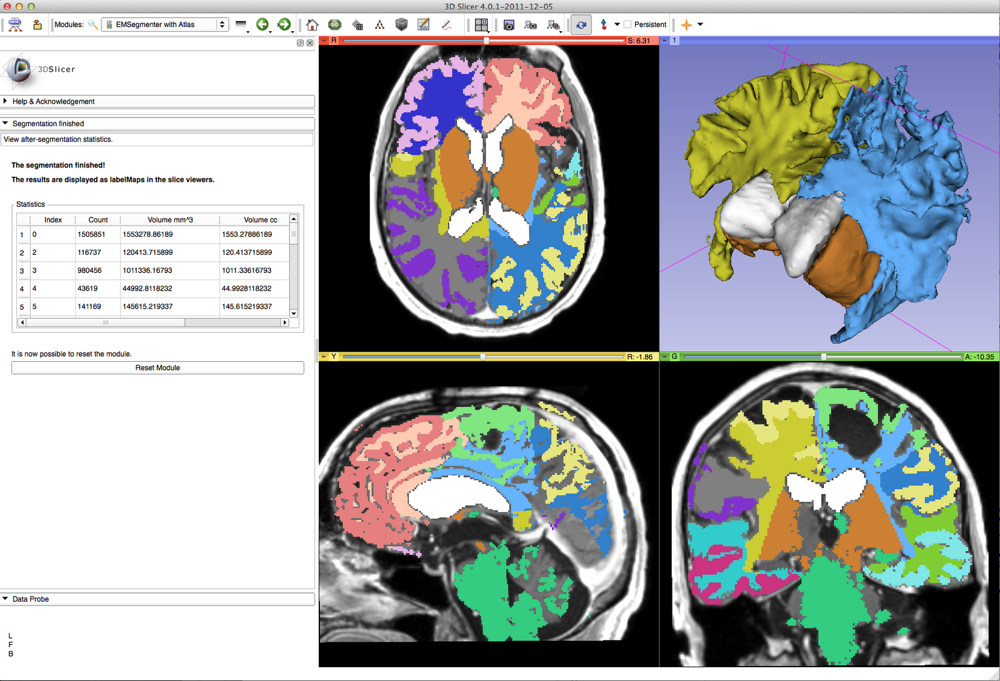 3D Slicer 4.0.1-2011-12-05
Modules: EMSegmenter with Atlas Persistent
3DSlicer
Help & Acknowledgement
Segmentation finished
View after-segmentation statistics.
The segmentation finished!
The results are displayed as labelMaps in the slice viewers.
Statistics
Index Count Volume mm^3 Volume cc
1 0 1505851 1553278.86189 1553.27886189
2 2 116737 120413.715899 120.413715899
3 3 980456 1011336.16793 1011.33616793
4 4 43619 44992.8118232 44.9928118232
5 5 141169 145615.219337 145.615219337
It is now possible to reset the module.
Reset Module
Data Probe
L
F
B
R S: 6.31
1
Y R: -1.86
G A: -10.35